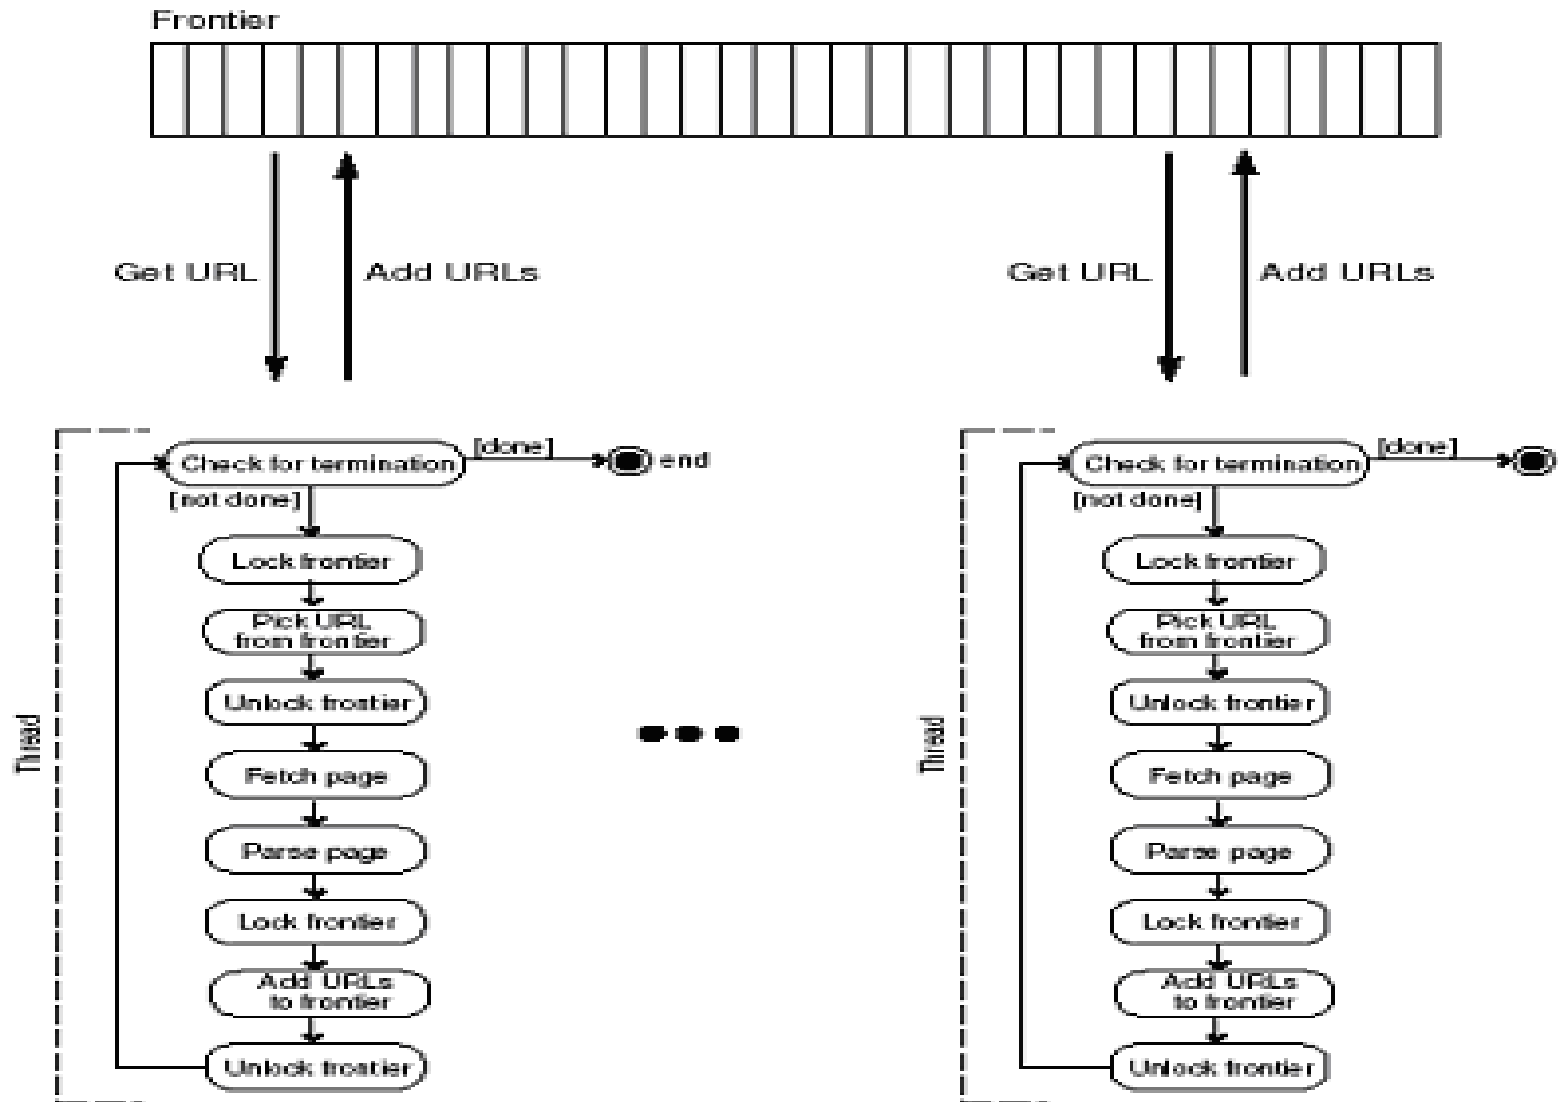 Frontier
Get URL
Add URLs
Get URL
Add URLs
Thread
Check for termination
[done]
end
[not done]
Lock frontier
Pick URL
from frontier
Unlock frontier
Fetch page
Parse page
Lock frontier
Add URLs
to frontier
Unlock frontier
Thread
Check for termination
[done]
[not done]
Lock frontier
Pick URL
from frontier
Unlock frontier
Fetch page
Parse page
Lock frontier
Add URLs
to frontier
Unlock frontier